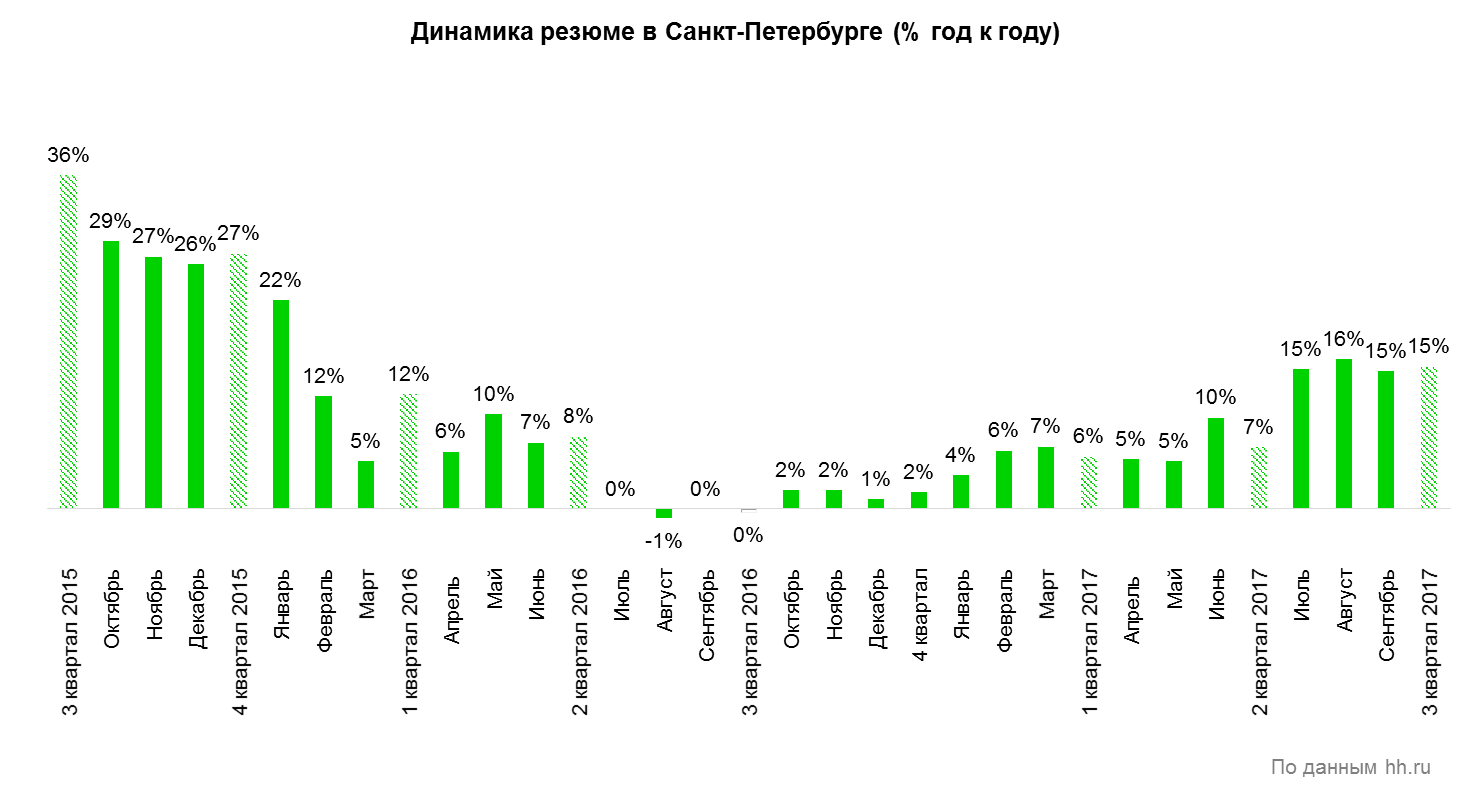 Динамика резюме в Санкт-Петербурге (% год к году)
36%
29%
27%
26%
27%
22%
12%
5%
12%
6%
10%
7%
8%
0%
-1%
0%
0%
2%
2%
1%
2%
4%
6%
7%
6%
5%
5%
10%
7%
15%
16%
15%
15%
3 квартал 2015
Октябрь
Ноябрь
Декабрь
4 квартал 2015
Январь
Февраль
Март
1 квартал 2016
Апрель
Май
Июнь
2 квартал 2016
Июль
Август
Сентябрь
3 квартал 2016
Октябрь
Ноябрь
Декабрь
4 квартал
Январь
Февраль
Март
1 квартал 2017
Апрель
Май
Июнь
2 квартал 2017
Июль
Август
Сентябрь
3 квартал 2017
По данным hh.ru